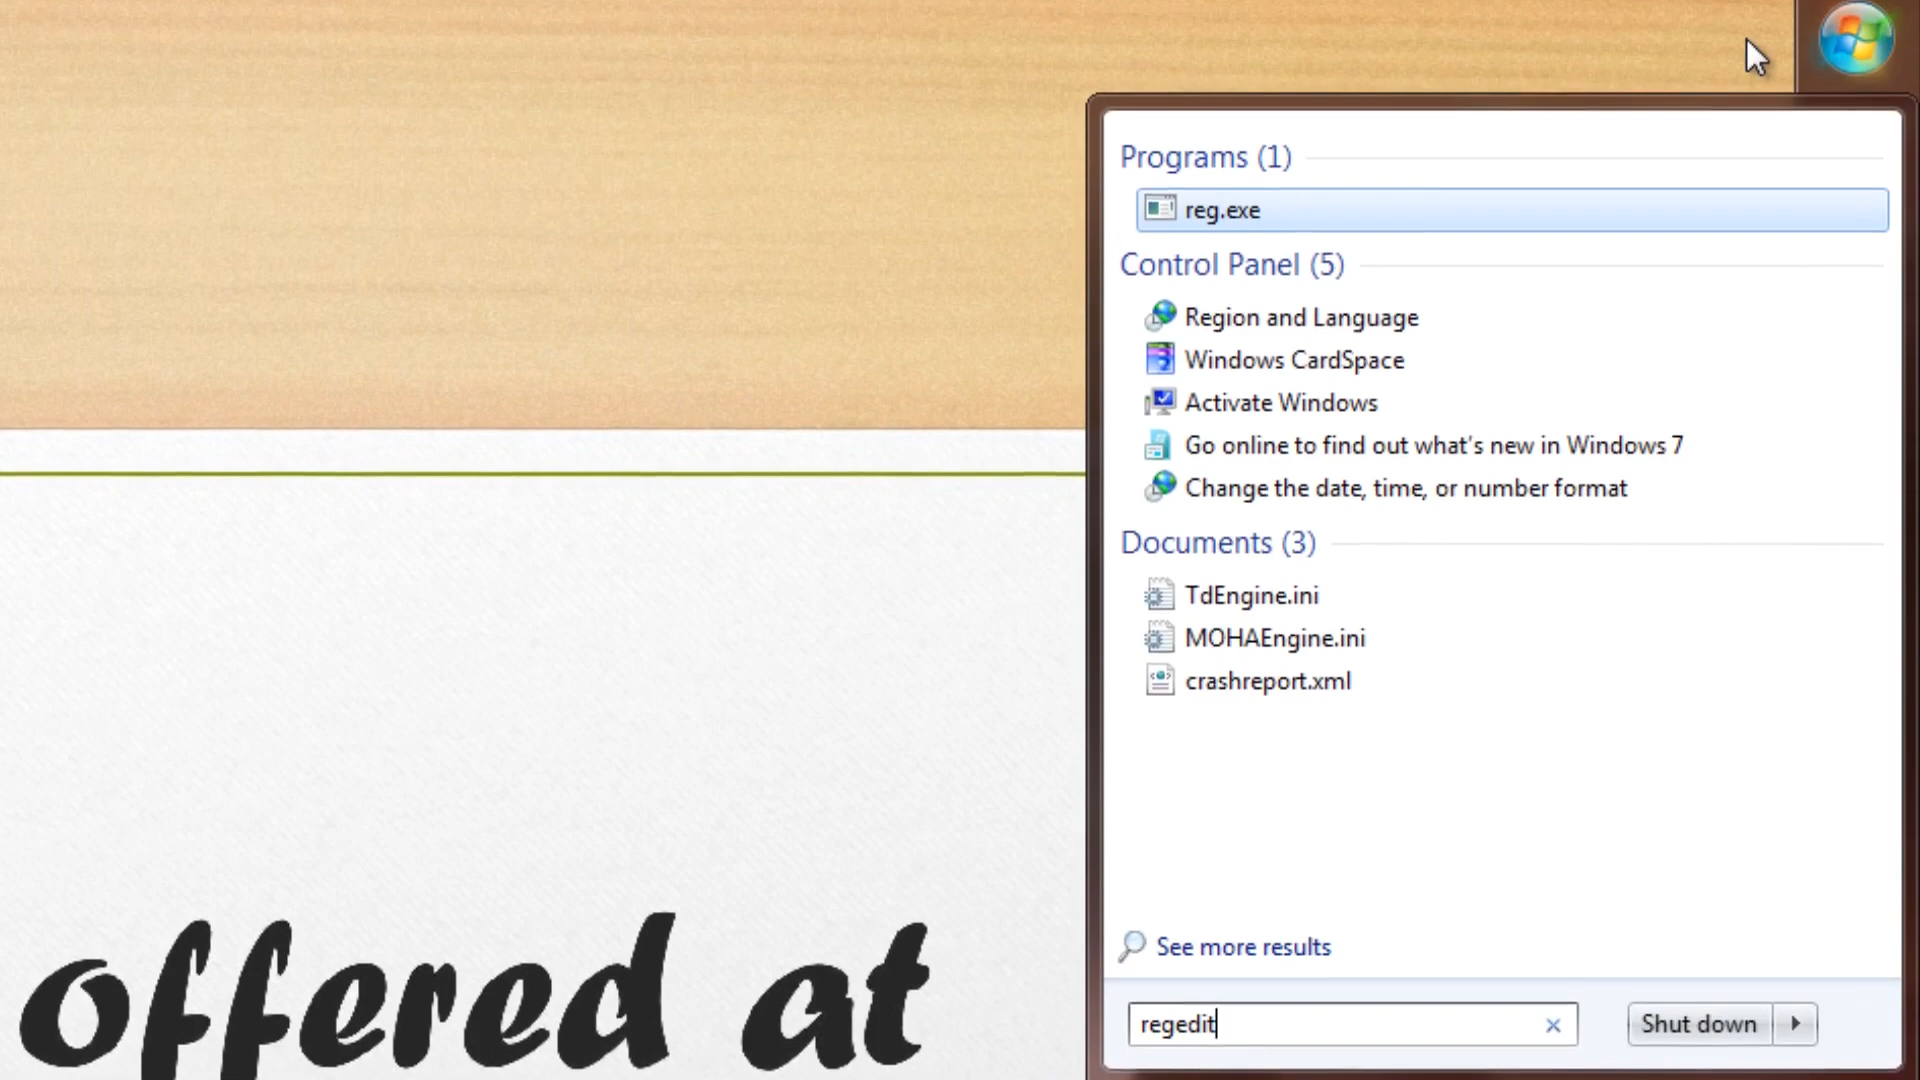 Programs (1)
reg.exe
Control Panel (5)
Region and Language
Windows CardSpace
Activate Windows
Go online to find out what's new in Windows 7
Change the date, time, or number format
Documents (3)
TdEngine.ini
MOHAEngine.ini
crashreport.xml
See more results
regedit
Shut down
offered at